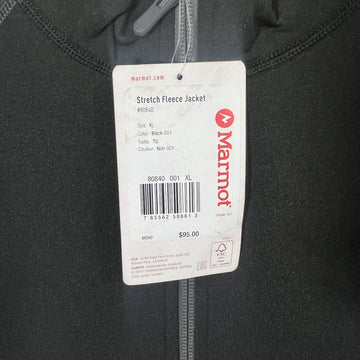 marmot.com
Stretch Fleece Jacket
#80840
Size: XL
Color: Black 001
Taille: TG
Couleur: Noir 001
Marmot
80840 001 XL
7 85562 50861 3
MSRP $95.00
FSC